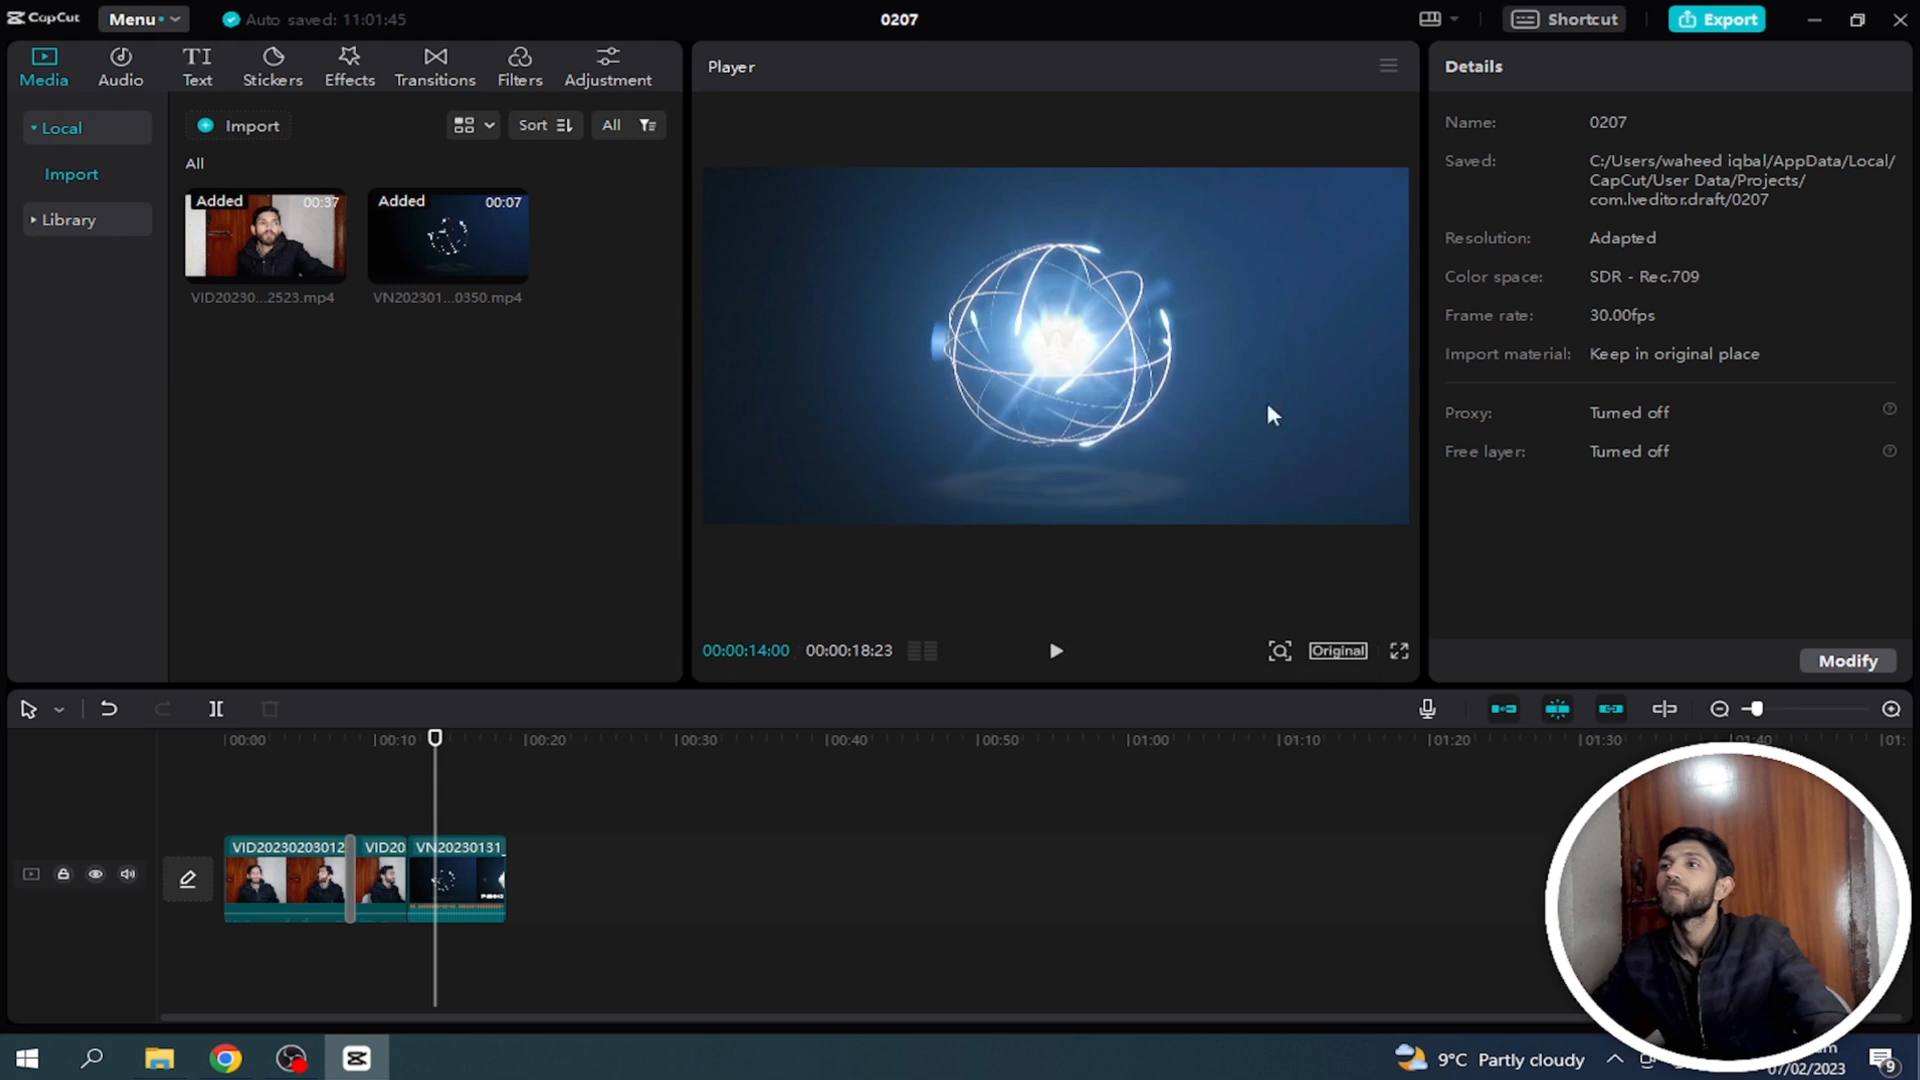 CapCut
Menu
Auto saved: 11:01:45
0207
Shortcut
Export
Media
Audio
TI
Text
Stickers
Effects
Transitions
Filters
Adjustment
Player
Details
Local
Import
Library
Import
Sort
All
All
Added
00:37
VID20230...2523.mp4
Added
00:07
VN202301...0350.mp4
Name:
0207
Saved:
C:/Users/waheed iqbal/AppData/Local/
CapCut/User Data/Projects/
com.lveditor.draft/0207
Resolution:
Adapted
Color space:
SDR - Rec.709
Frame rate:
30.00fps
Import material:
Keep in original place
Proxy:
Turned off
Free layer:
Turned off
Modify
00:00:14:00
00:00:18:23
Original
00:00
00:10
00:20
00:30
00:40
00:50
01:00
01:10
01:20
01:30
01:40
01:
VID20230203012
VID20
VN20230131_
9°C Partly cloudy
07/02/2023
9